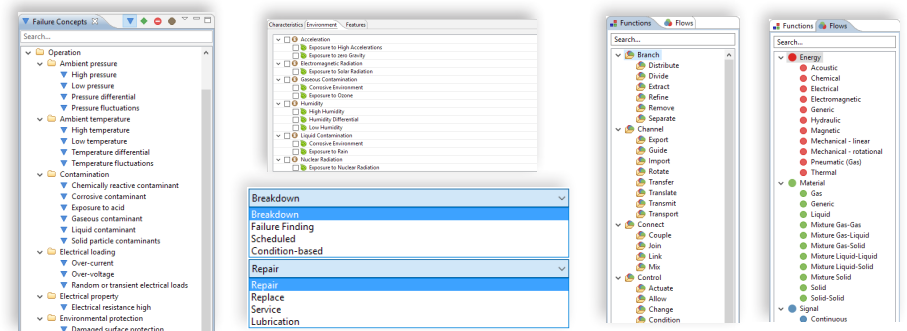 Failure Concepts
Search...
Operation
Ambient pressure
High pressure
Low pressure
Pressure differential
Pressure fluctuations
Ambient temperature
High temperature
Low temperature
Temperature differential
Temperature fluctuations
Contamination
Chemically reactive contaminant
Corrosive contaminant
Exposure to acid
Gaseous contaminant
Liquid contaminant
Solid particle contaminants
Electrical loading
Over-current
Over-voltage
Random or transient electrical loads
Electrical property
Electrical resistance high
Environmental protection
Damaged surface protection
Characteristics Environment Features
Acceleration
Exposure to High Accelerations
Exposure to zero Gravity
Electromagnetic Radiation
Exposure to Solar Radiation
Gaseous Contamination
Corrosive Environment
Exposure to Ozone
Humidity
High Humidity
Humidity Differential
Low Humidity
Liquid Contamination
Corrosive Environment
Exposure to Rain
Nuclear Radiation
Exposure to Nuclear Radiation
Breakdown
Breakdown
Failure Finding
Scheduled
Condition-based
Repair
Repair
Replace
Service
Lubrication
Functions Flows
Search...
Branch
Distribute
Divide
Extract
Refine
Remove
Separate
Channel
Export
Guide
Import
Rotate
Transfer
Translate
Transmit
Transport
Connect
Couple
Join
Link
Mix
Control
Actuate
Allow
Change
Condition
Functions Flows
Search...
Energy
Acoustic
Chemical
Electrical
Electromagnetic
Generic
Hydraulic
Magnetic
Mechanical - linear
Mechanical - rotational
Pneumatic (Gas)
Thermal
Material
Gas
Generic
Liquid
Mixture Gas-Gas
Mixture Gas-Liquid
Mixture Gas-Solid
Mixture Liquid-Liquid
Mixture Liquid-Solid
Mixture Solid
Solid
Solid-Solid
Signal
Continuous